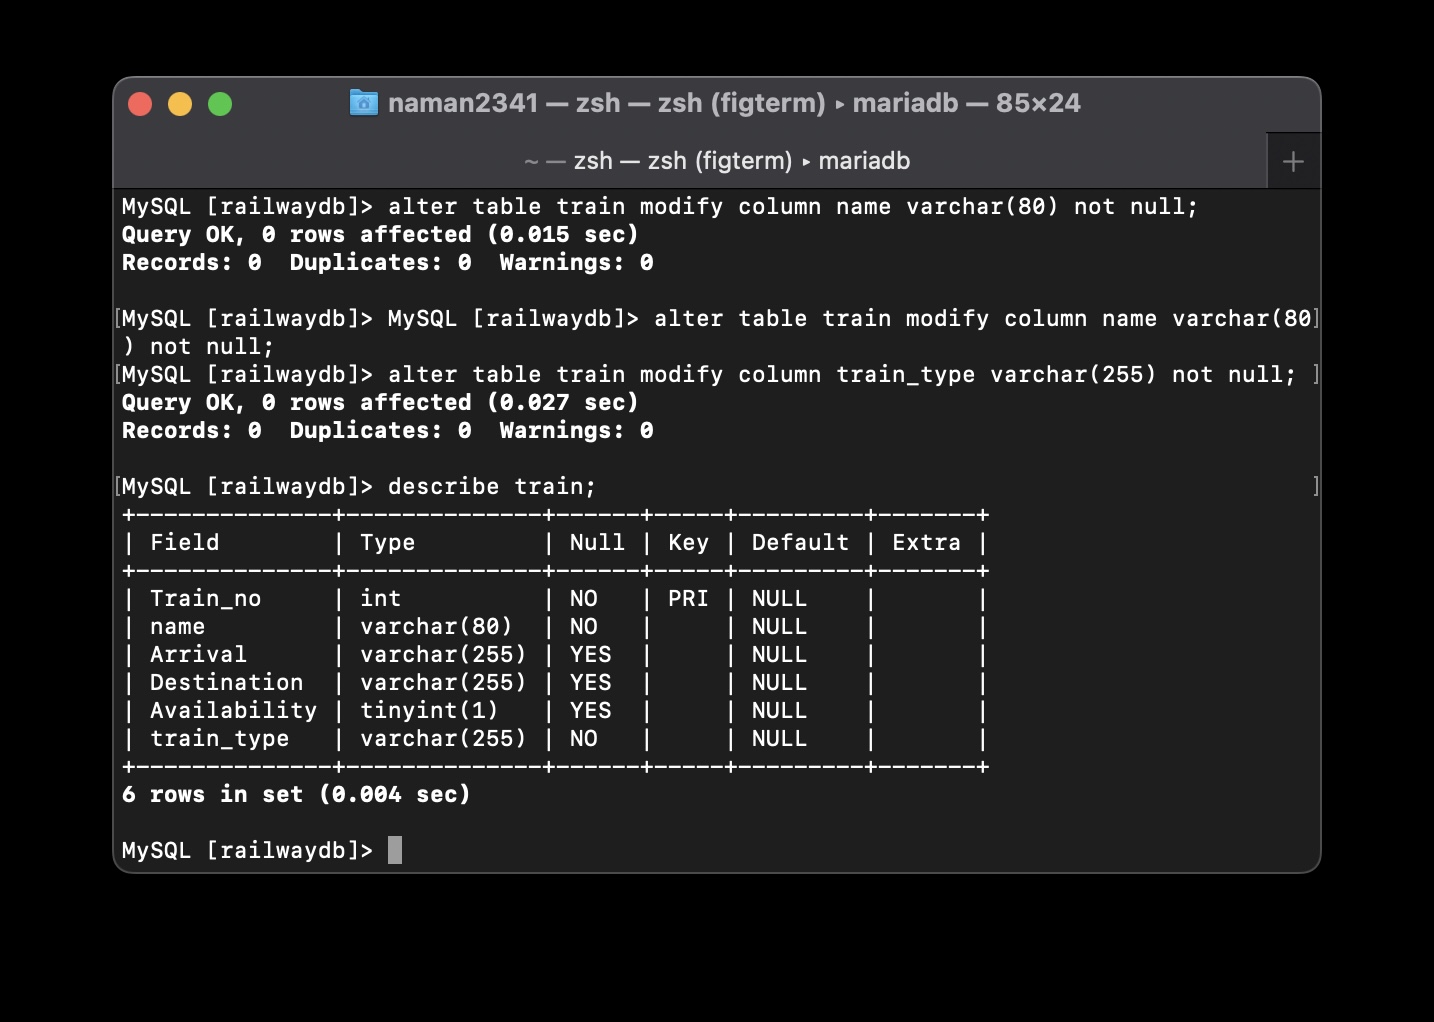 naman2341 — zsh — zsh (figterm) ▸ mariadb — 85×24
~ — zsh — zsh (figterm) ▸ mariadb
MySQL [railwaydb]> alter table train modify column name varchar(80) not null;
Query OK, 0 rows affected (0.015 sec)
Records: 0  Duplicates: 0  Warnings: 0
[MySQL [railwaydb]> MySQL [railwaydb]> alter table train modify column name varchar(80]
) not null;
[MySQL [railwaydb]> alter table train modify column train_type varchar(255) not null; ]
Query OK, 0 rows affected (0.027 sec)
Records: 0  Duplicates: 0  Warnings: 0
[MySQL [railwaydb]> describe train; ]
+--------------+--------------+------+-----+---------+-------+
| Field        | Type         | Null | Key | Default | Extra |
+--------------+--------------+------+-----+---------+-------+
| Train_no     | int          | NO   | PRI | NULL    |       |
| name         | varchar(80)  | NO   |     | NULL    |       |
| Arrival      | varchar(255) | YES  |     | NULL    |       |
| Destination  | varchar(255) | YES  |     | NULL    |       |
| Availability | tinyint(1)   | YES  |     | NULL    |       |
| train_type   | varchar(255) | NO   |     | NULL    |       |
+--------------+--------------+------+-----+---------+-------+
6 rows in set (0.004 sec)
MySQL [railwaydb]>